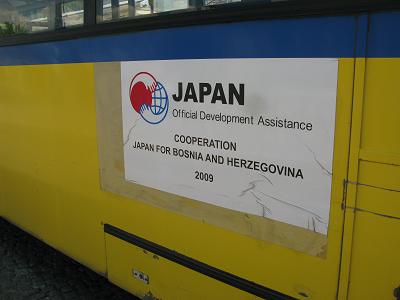 JAPAN
Official Development Assistance
COOPERATION
JAPAN FOR BOSNIA AND HERZEGOVINA
2009